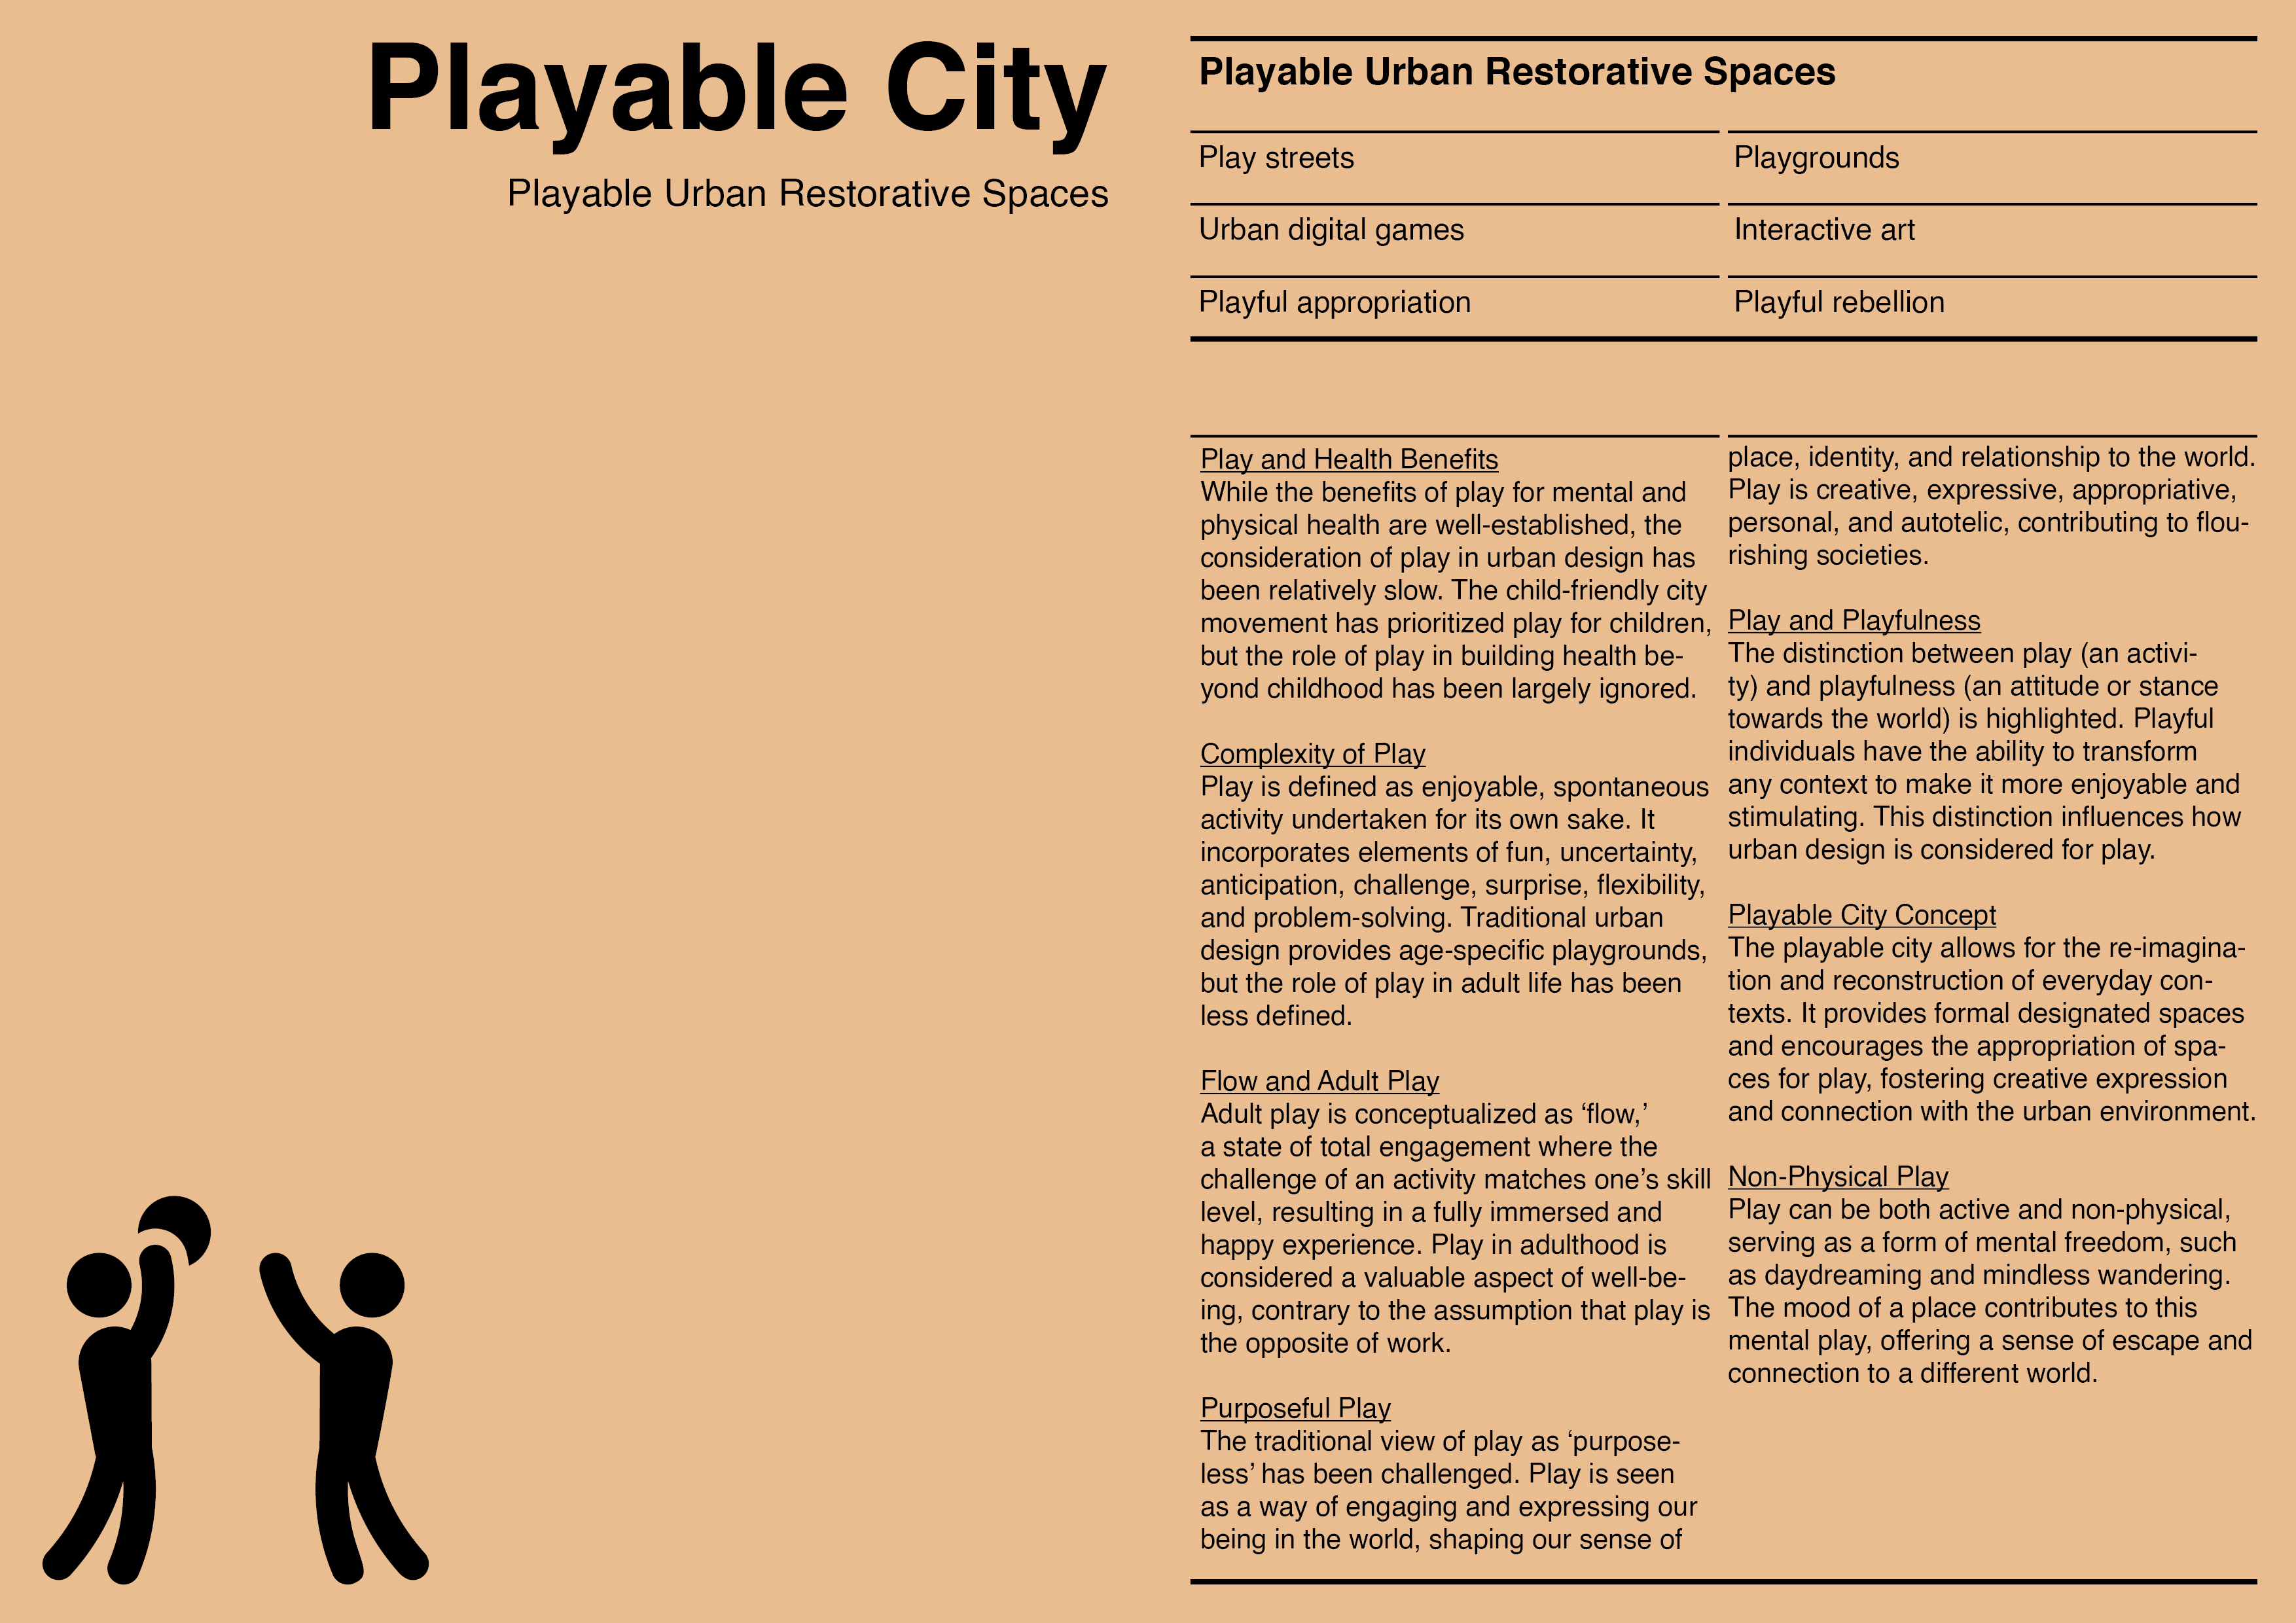 Playable City
Playable Urban Restorative Spaces
Playable Urban Restorative Spaces
Play streets
Playgrounds
Urban digital games
Interactive art
Playful appropriation
Playful rebellion
Play and Health Benefits
While the benefits of play for mental and
physical health are well-established, the
consideration of play in urban design has
been relatively slow. The child-friendly city
movement has prioritized play for children,
but the role of play in building health be-
yond childhood has been largely ignored.
Complexity of Play
Play is defined as enjoyable, spontaneous
activity undertaken for its own sake. It
incorporates elements of fun, uncertainty,
anticipation, challenge, surprise, flexibility,
and problem-solving. Traditional urban
design provides age-specific playgrounds,
but the role of play in adult life has been
less defined.
Flow and Adult Play
Adult play is conceptualized as ‘flow,’
a state of total engagement where the
challenge of an activity matches one’s skill
level, resulting in a fully immersed and
happy experience. Play in adulthood is
considered a valuable aspect of well-be-
ing, contrary to the assumption that play is
the opposite of work.
Purposeful Play
The traditional view of play as ‘purpose-
less’ has been challenged. Play is seen
as a way of engaging and expressing our
being in the world, shaping our sense of
place, identity, and relationship to the world.
Play is creative, expressive, appropriative,
personal, and autotelic, contributing to flou-
rishing societies.
Play and Playfulness
The distinction between play (an activi-
ty) and playfulness (an attitude or stance
towards the world) is highlighted. Playful
individuals have the ability to transform
any context to make it more enjoyable and
stimulating. This distinction influences how
urban design is considered for play.
Playable City Concept
The playable city allows for the re-imagina-
tion and reconstruction of everyday con-
texts. It provides formal designated spaces
and encourages the appropriation of spa-
ces for play, fostering creative expression
and connection with the urban environment.
Non-Physical Play
Play can be both active and non-physical,
serving as a form of mental freedom, such
as daydreaming and mindless wandering.
The mood of a place contributes to this
mental play, offering a sense of escape and
connection to a different world.